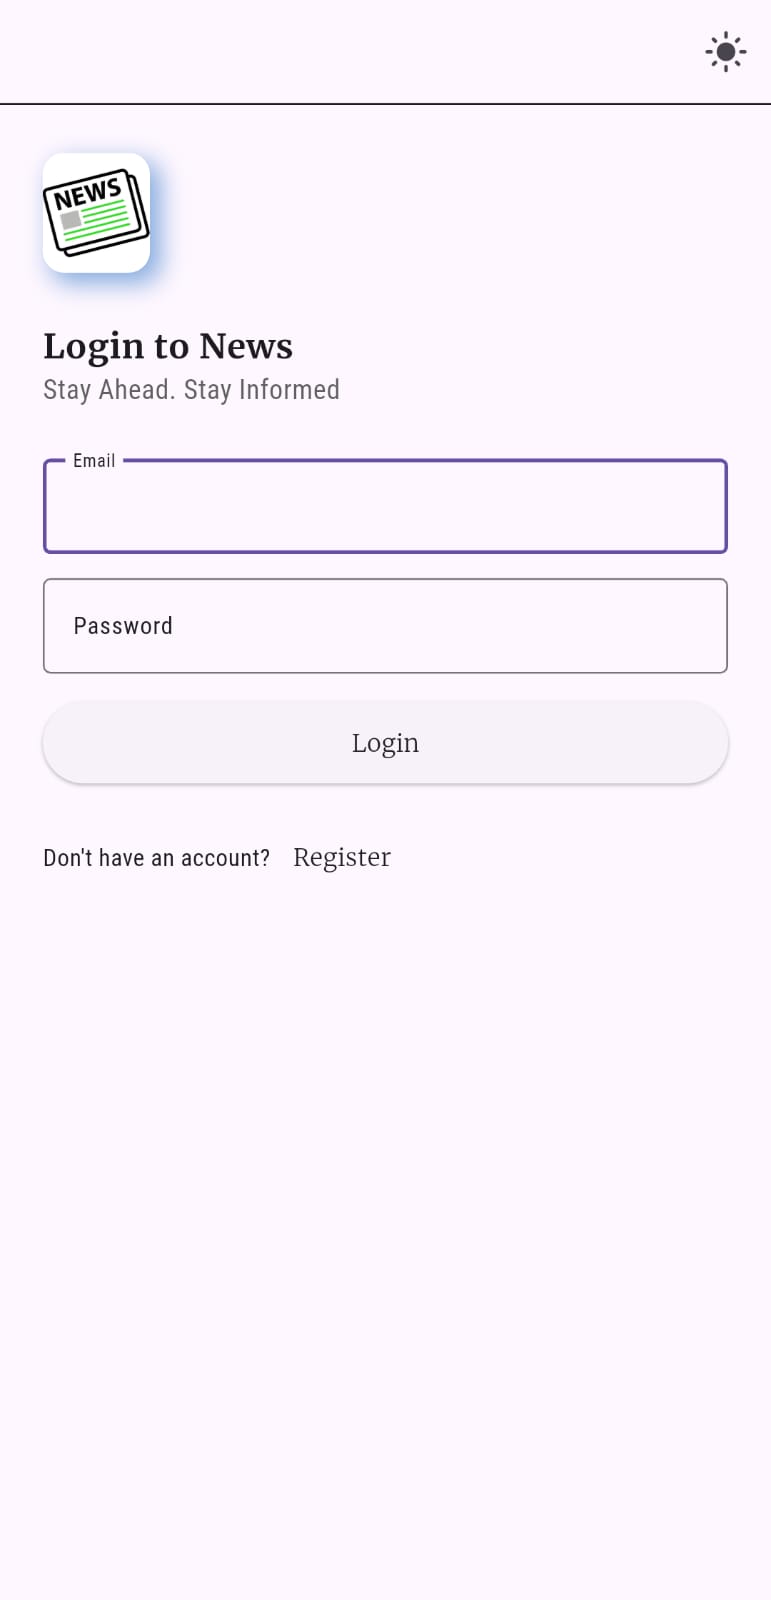 NEWS
Login to News
Stay Ahead. Stay Informed
Email
Password
Login
Don't have an account? Register